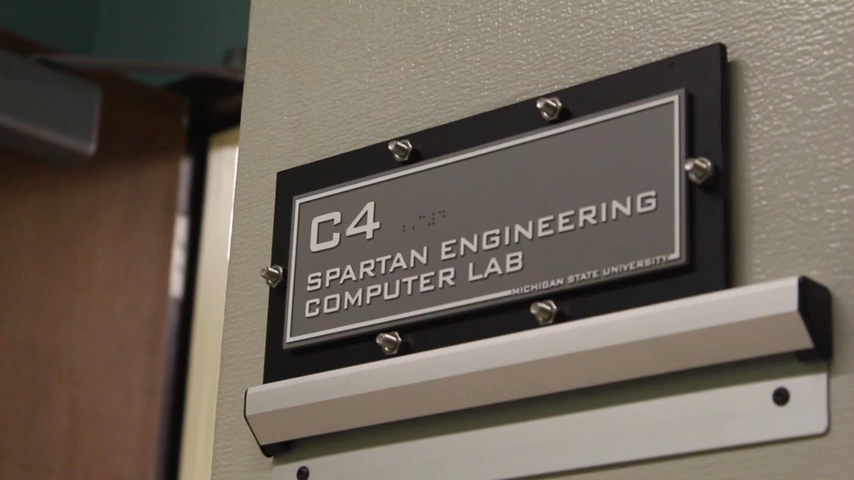 C4
SPARTAN ENGINEERING
COMPUTER LAB
MICHIGAN STATE UNIVERSITY